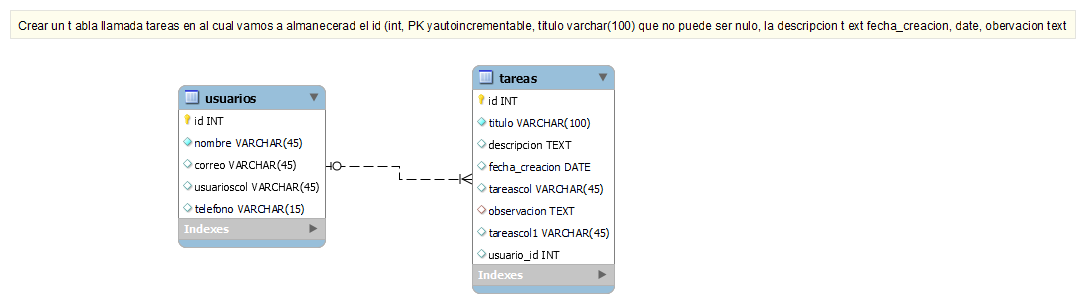 Crear un t abla llamada tareas en al cual vamos a almanecerad el id (int, PK yautoincrementable, titulo varchar(100) que no puede ser nulo, la descripcion t ext fecha_creacion, date, obervacion text
usuarios
id INT
nombre VARCHAR(45)
correo VARCHAR(45)
usuarioscol VARCHAR(45)
telefono VARCHAR(15)
Indexes
tareas
id INT
titulo VARCHAR(100)
descripcion TEXT
fecha_creacion DATE
tareascol VARCHAR(45)
observacion TEXT
tareascol1 VARCHAR(45)
usuario_id INT
Indexes